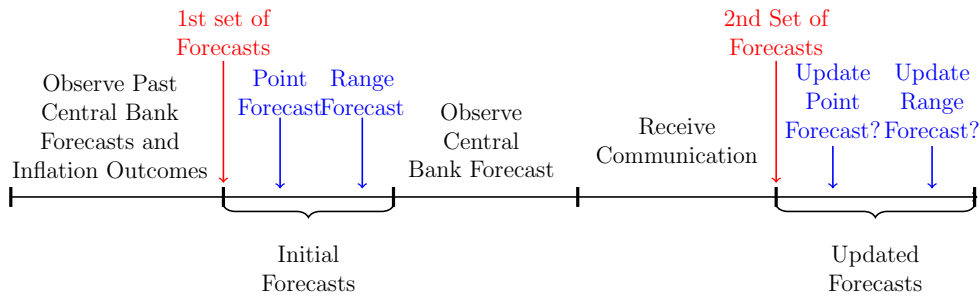 1st set of
Forecasts
Observe Past
Central Bank
Forecasts and
Inflation Outcomes
Point
Forecast
Range
Forecast
Initial
Forecasts
Observe
Central
Bank Forecast
Receive
Communication
2nd Set of
Forecasts
Update
Point
Forecast?
Update
Range
Forecast?
Updated
Forecasts